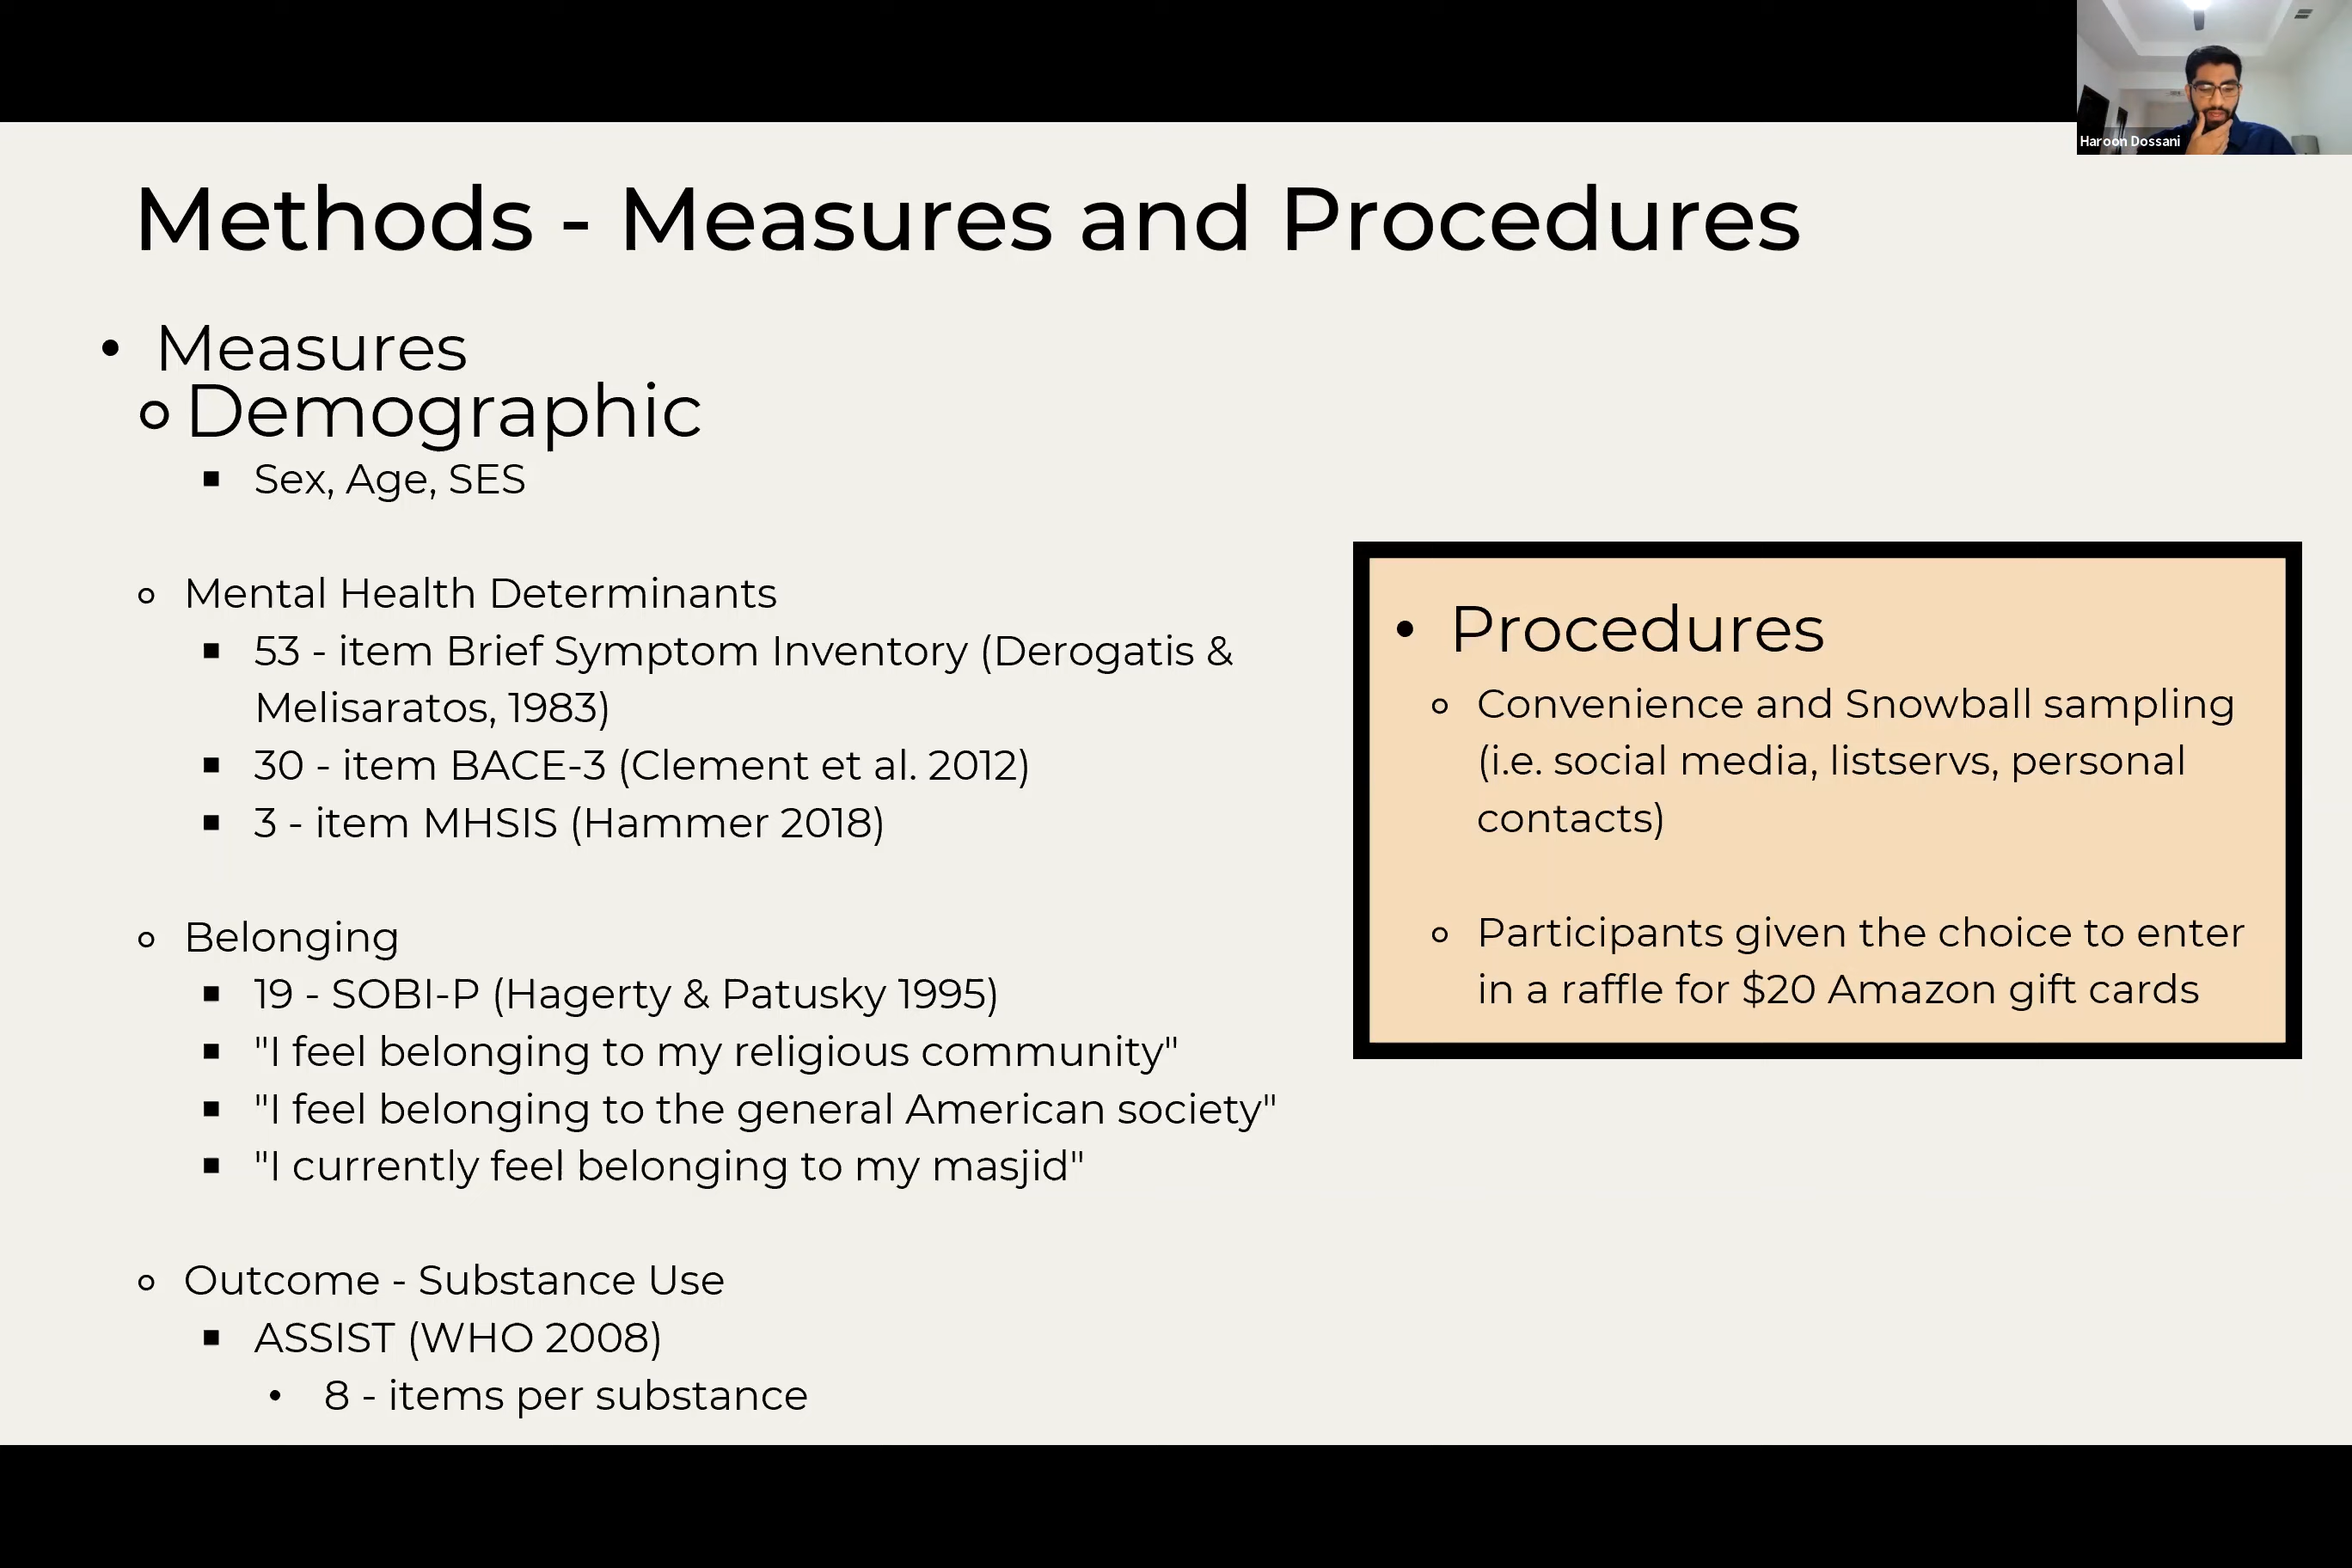 Haroon Dossani
Methods - Measures and Procedures
• Measures
○ Demographic
■ Sex, Age, SES
○ Mental Health Determinants
■ 53 - item Brief Symptom Inventory (Derogatis &
Melisaratos, 1983)
■ 30 - item BACE-3 (Clement et al. 2012)
■ 3 - item MHSIS (Hammer 2018)
○ Belonging
■ 19 - SOBI-P (Hagerty & Patusky 1995)
■ "I feel belonging to my religious community"
■ "I feel belonging to the general American society"
■ "I currently feel belonging to my masjid"
○ Outcome - Substance Use
■ ASSIST (WHO 2008)
• 8 - items per substance
• Procedures
○ Convenience and Snowball sampling
(i.e. social media, listservs, personal
contacts)
○ Participants given the choice to enter
in a raffle for $20 Amazon gift cards